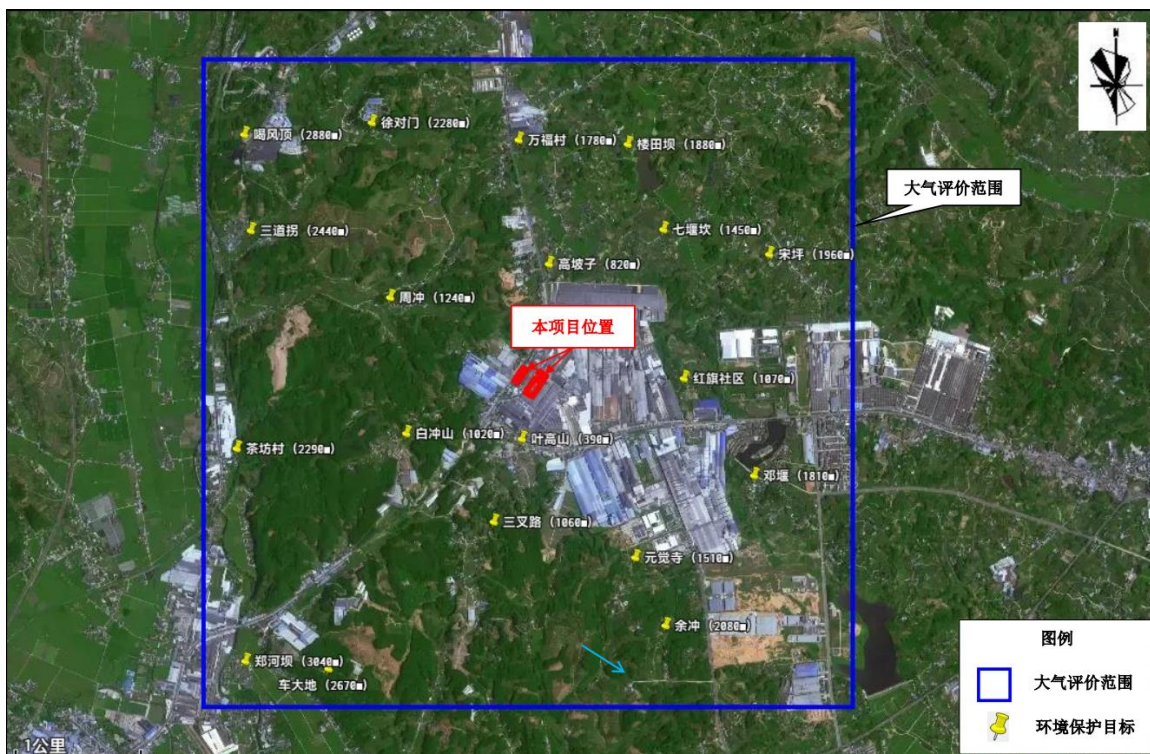 N
徐对门（2280m）
喝风顶（2880m）
万福村（1780m）
楼田坝（1880m）
大气评价范围
三道拐（2440m）
七堰坎（1450m）
宋坪（1960m）
高坡子（820m）
周冲（1240m）
本项目位置
红旗社区（1070m）
白冲山（1020m）
叶高山（390m）
茶坊村（2290m）
邓堰（1810m）
三叉路（1060m）
元觉寺（1510m）
余冲（2080m）
郑河坝（3040m）
车大地（2670m）
图例
大气评价范围
环境保护目标
1公里